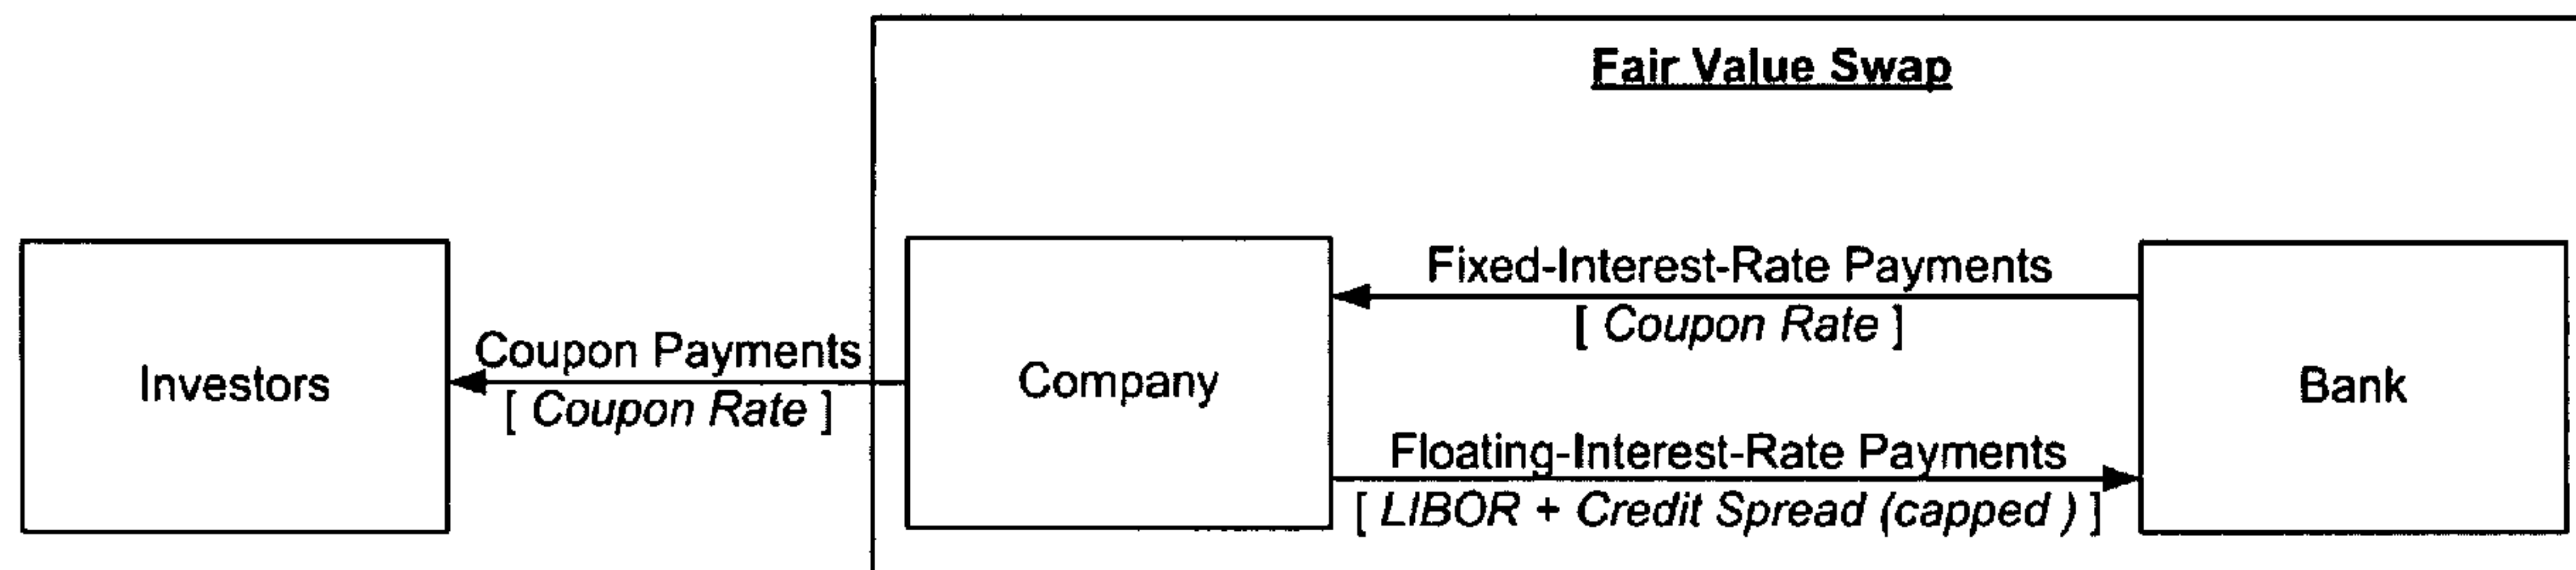 Fair Value Swap
Investors
Coupon Payments
[ Coupon Rate ]
Company
Fixed-Interest-Rate Payments
[ Coupon Rate ]
Floating-Interest-Rate Payments
[ LIBOR + Credit Spread (capped ) ]
Bank